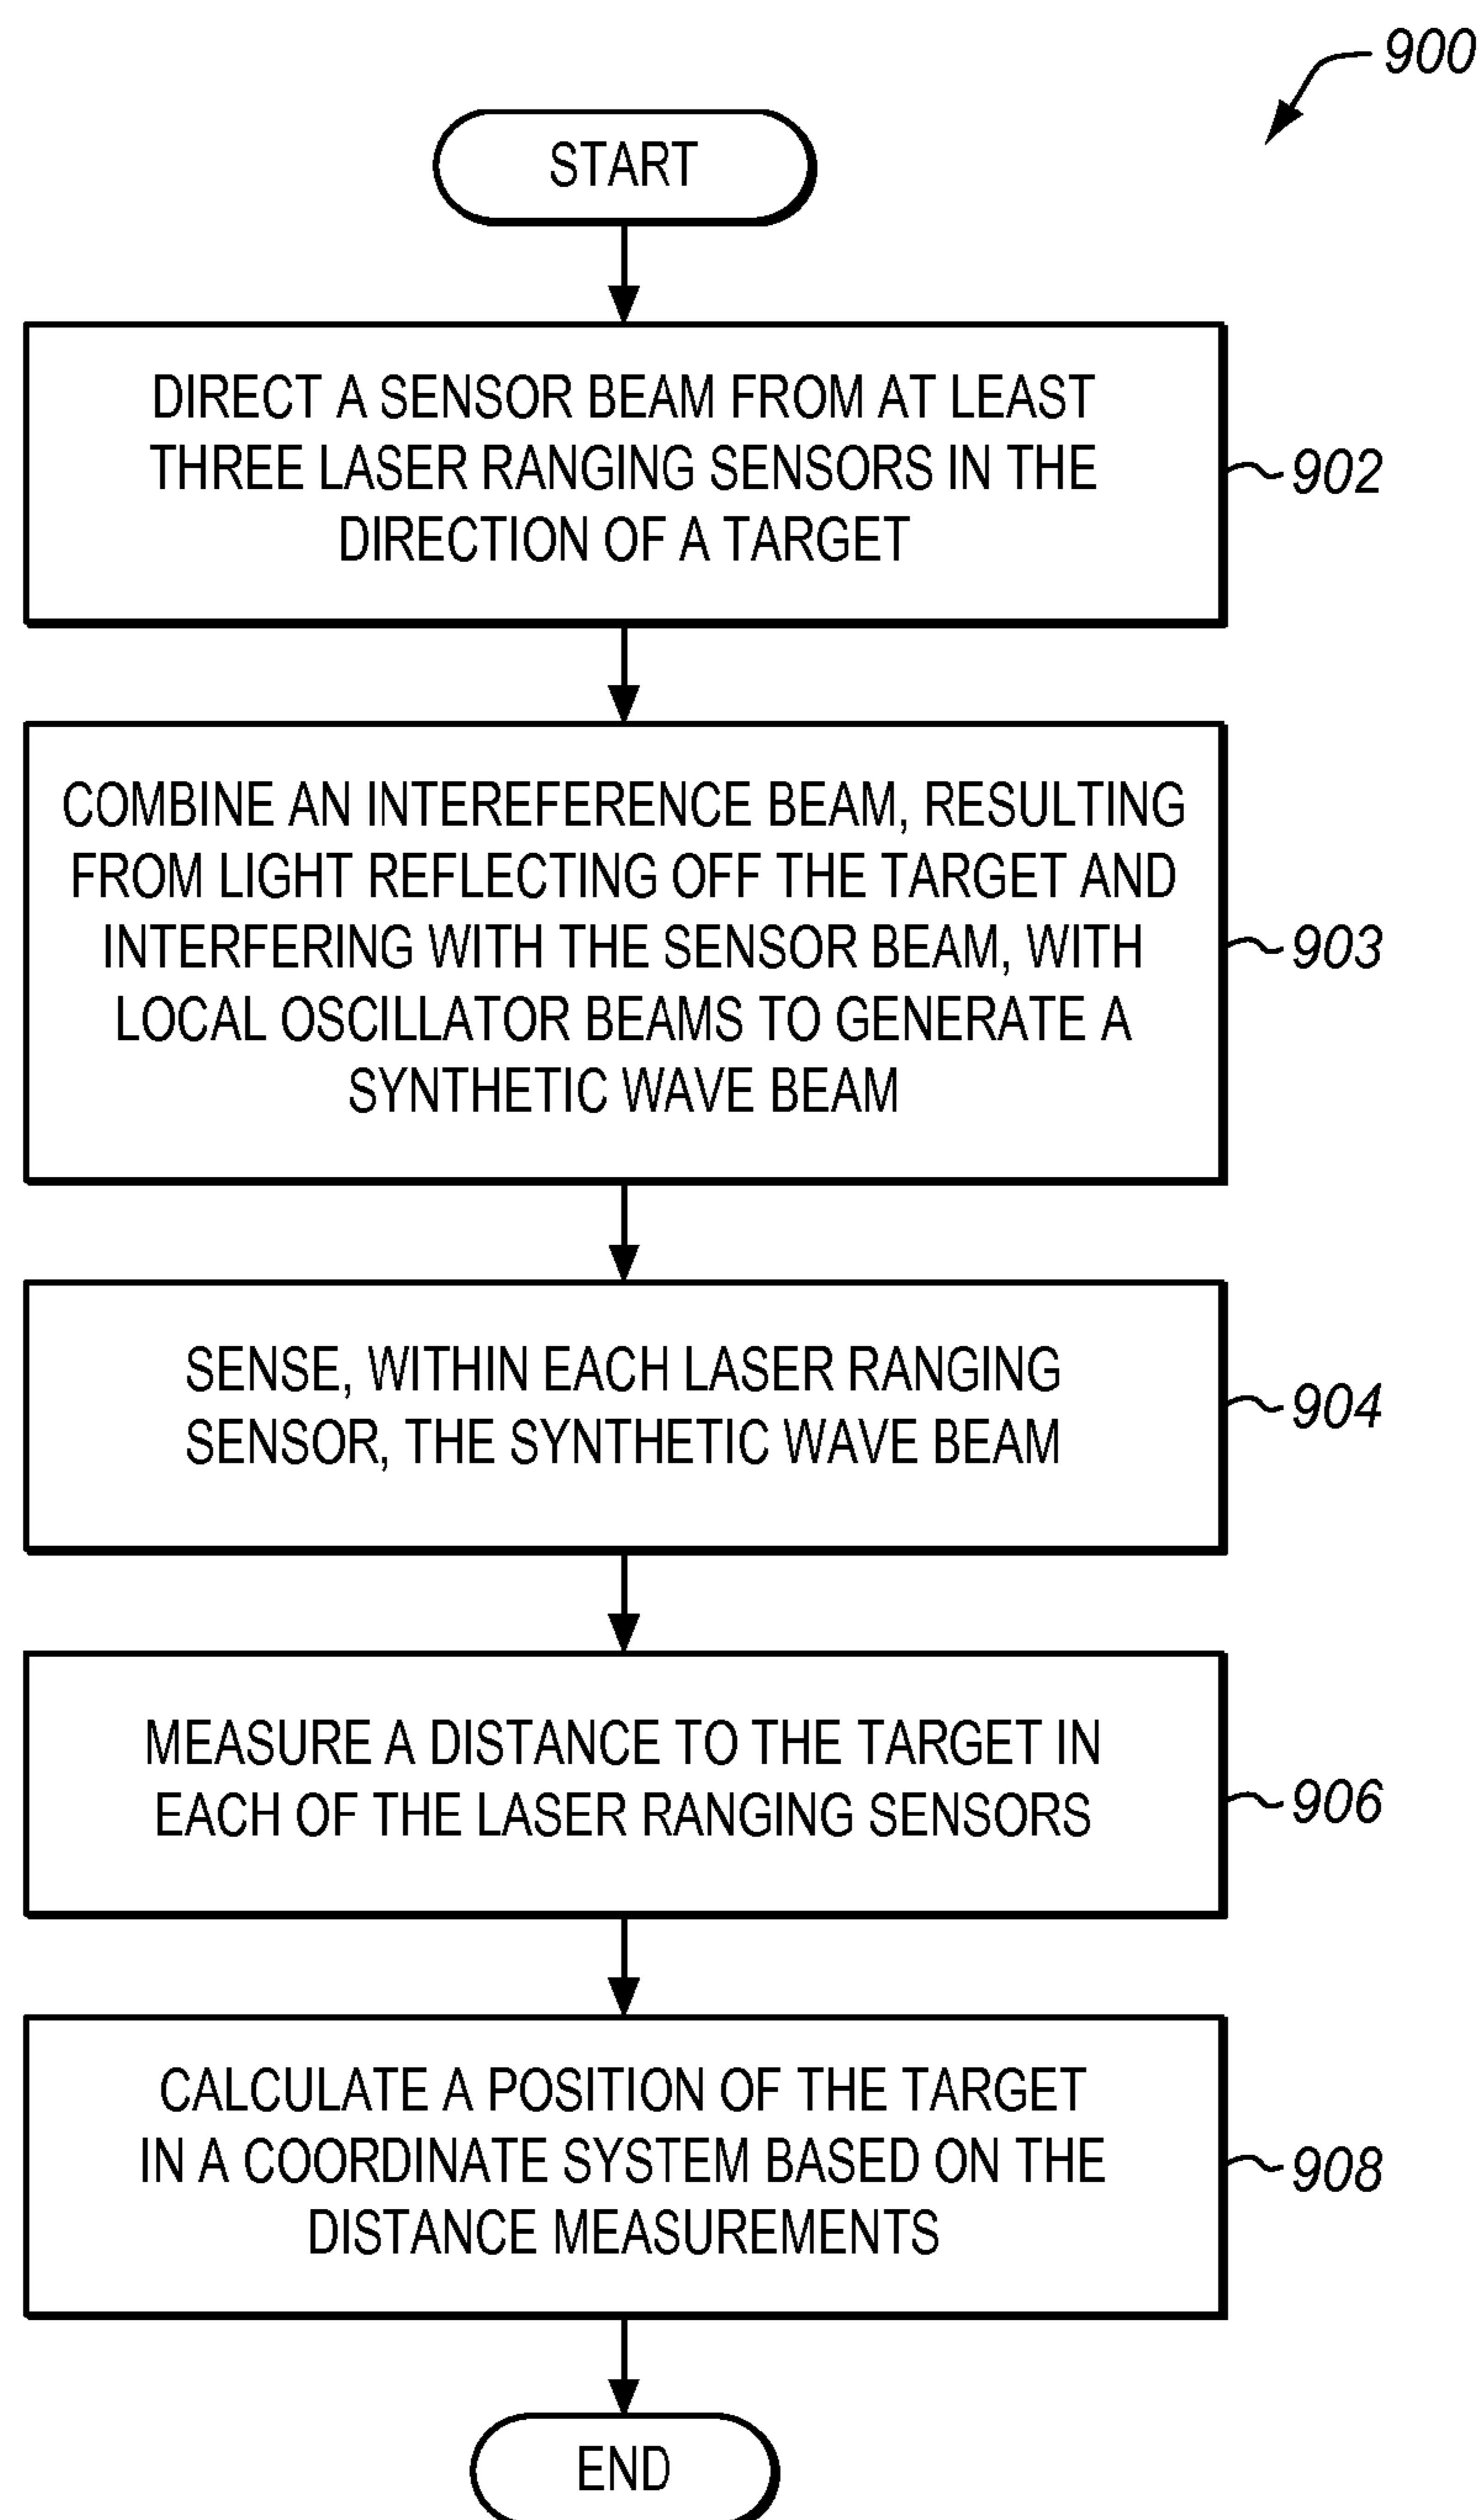 900
START
DIRECT A SENSOR BEAM FROM AT LEAST
THREE LASER RANGING SENSORS IN THE
DIRECTION OF A TARGET
902
COMBINE AN INTEREFERENCE BEAM, RESULTING
FROM LIGHT REFLECTING OFF THE TARGET AND
INTERFERING WITH THE SENSOR BEAM, WITH
LOCAL OSCILLATOR BEAMS TO GENERATE A
SYNTHETIC WAVE BEAM
903
SENSE, WITHIN EACH LASER RANGING
SENSOR, THE SYNTHETIC WAVE BEAM
904
MEASURE A DISTANCE TO THE TARGET IN
EACH OF THE LASER RANGING SENSORS
906
CALCULATE A POSITION OF THE TARGET
IN A COORDINATE SYSTEM BASED ON THE
DISTANCE MEASUREMENTS
908
END